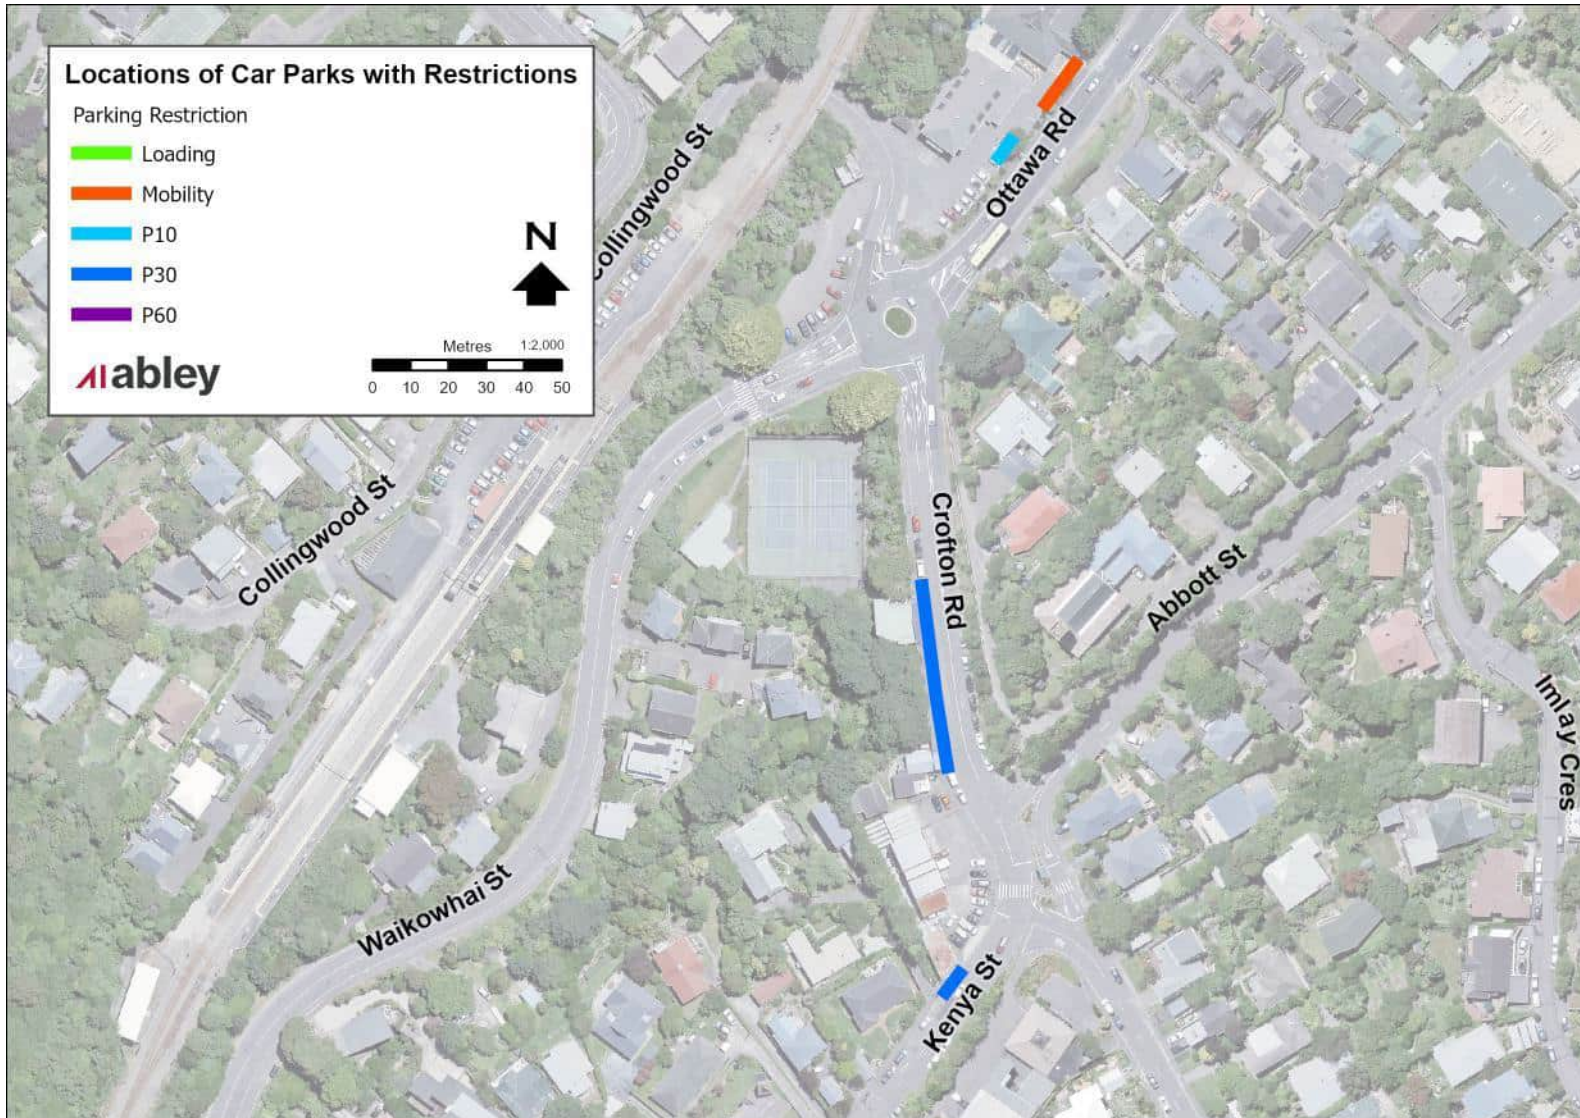 Locations of Car Parks with Restrictions
Parking Restriction
Loading
Mobility
P10
P30
P60
N
Metres 1:2,000
0 10 20 30 40 50
abley
Collingwood St
Ottawa Rd
Collingwood St
Crofton Rd
Abbott St
Imlay Cres
Waikowhai St
Kenya St